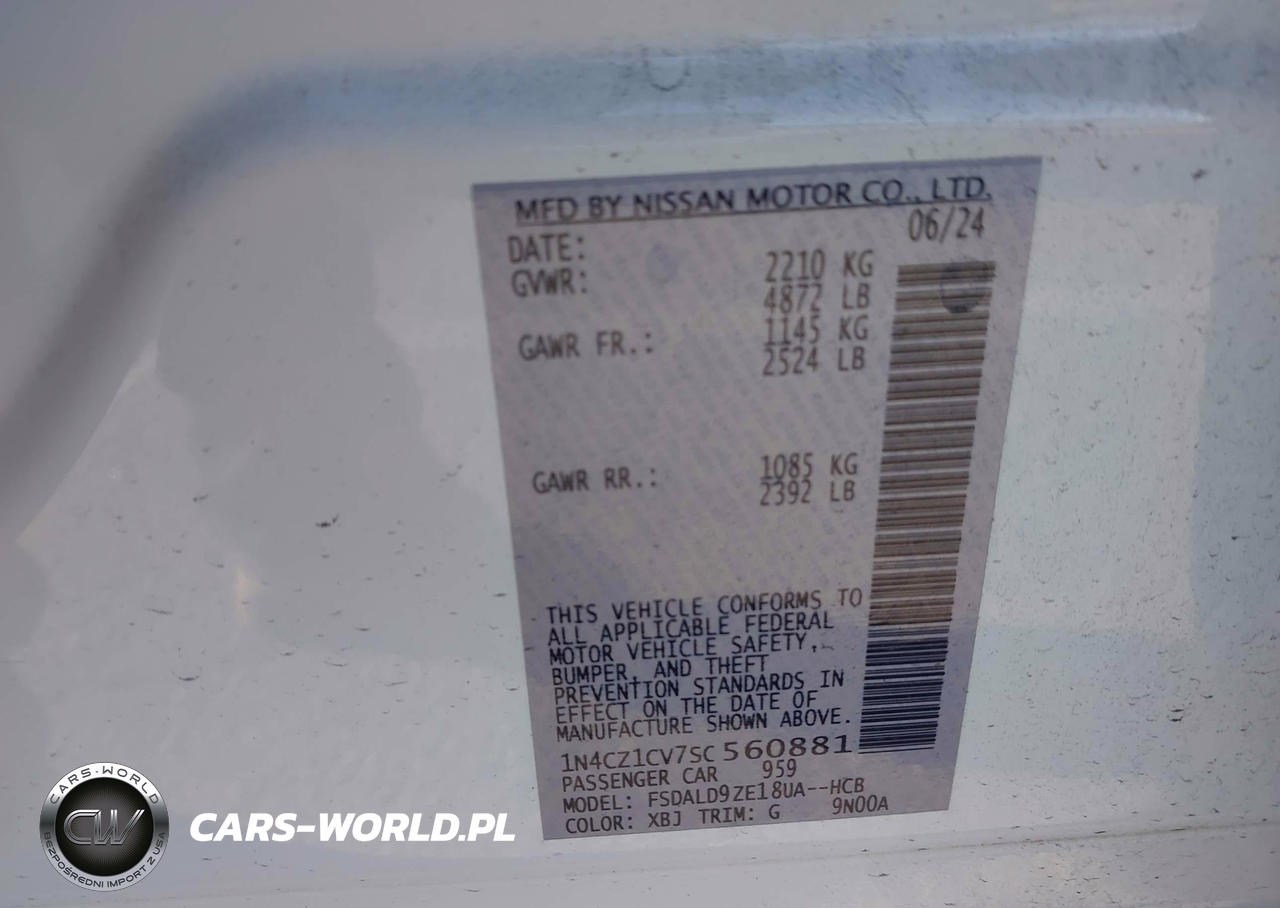 MFD BY NISSAN MOTOR CO., LTD.
DATE: 06/24
GVWR: 2210 KG
4872 LB
GAWR FR.: 1145 KG
2524 LB
GAWR RR.: 1085 KG
2392 LB
THIS VEHICLE CONFORMS TO
ALL APPLICABLE FEDERAL
MOTOR VEHICLE SAFETY,
BUMPER, AND THEFT
PREVENTION STANDARDS IN
EFFECT ON THE DATE OF
MANUFACTURE SHOWN ABOVE.
1N4CZ1CV7SC560881
PASSENGER CAR 959
MODEL: FSDALD9ZE18UA--HCB
COLOR: XBJ TRIM: G 9N00A
CARS-WORLD
CW
BEZPOŚREDNI IMPORT Z USA
CARS-WORLD.PL